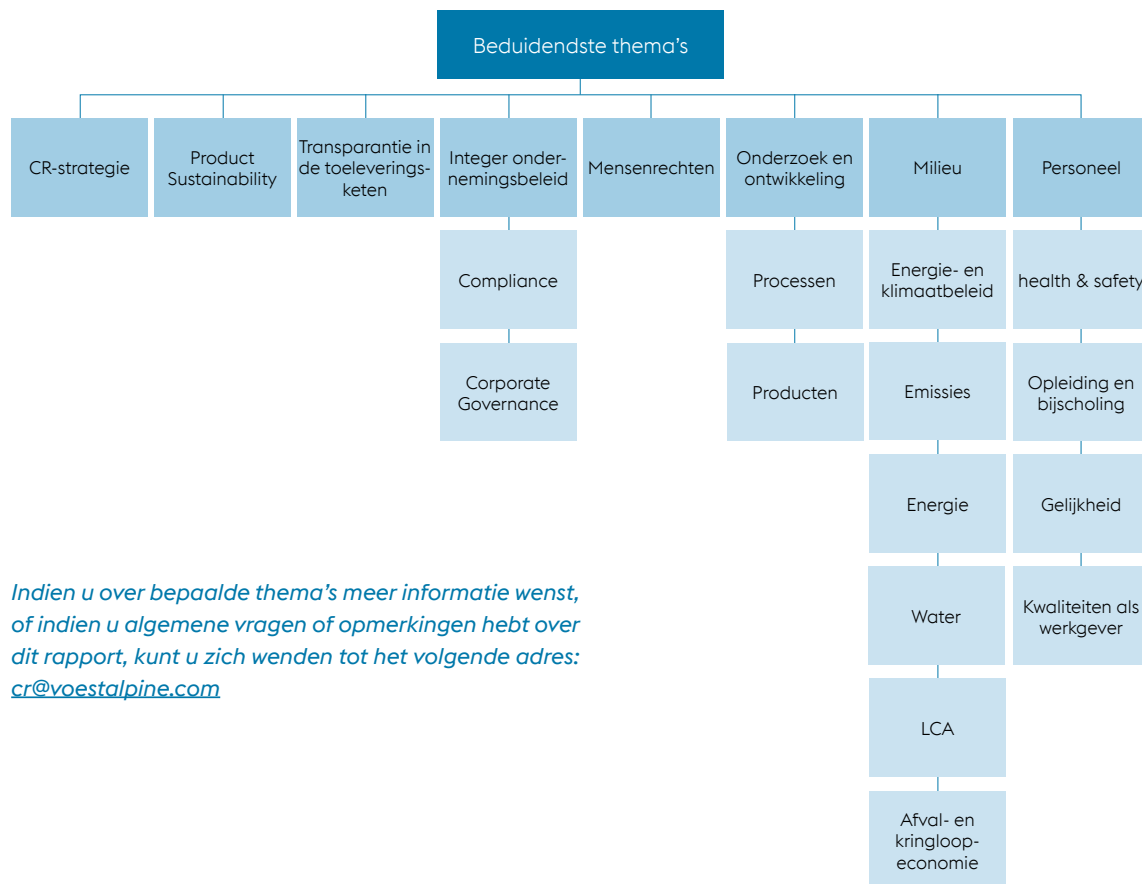 Beduidendste thema's
CR-strategie
Product
Sustainability
Transparantie in
de toeleverings-
keten
Integer onder-
nemingsbeleid
Mensenrechten
Onderzoek en
ontwikkeling
Milieu
Personeel
Compliance
Processen
Energie- en
klimaatbeleid
health & safety
Corporate
Governance
Producten
Emissies
Opleiding en
bijscholing
Energie
Gelijkheid
Water
Kwaliteiten als
werkgever
LCA
Afval- en
kringloop-
economie
Indien u over bepaalde thema's meer informatie wenst,
of indien u algemene vragen of opmerkingen hebt over
dit rapport, kunt u zich wenden tot het volgende adres:
cr@voestalpine.com